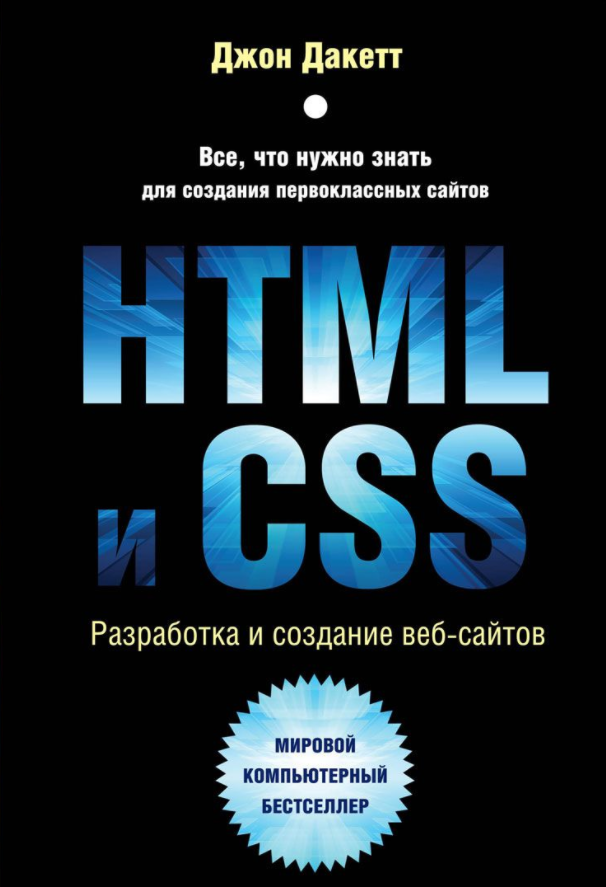 Джон Дакетт
Все, что нужно знать
для создания первоклассных сайтов
HTML
и CSS
Разработка и создание веб-сайтов
МИРОВОЙ
КОМПЬЮТЕРНЫЙ
БЕСТСЕЛЛЕР